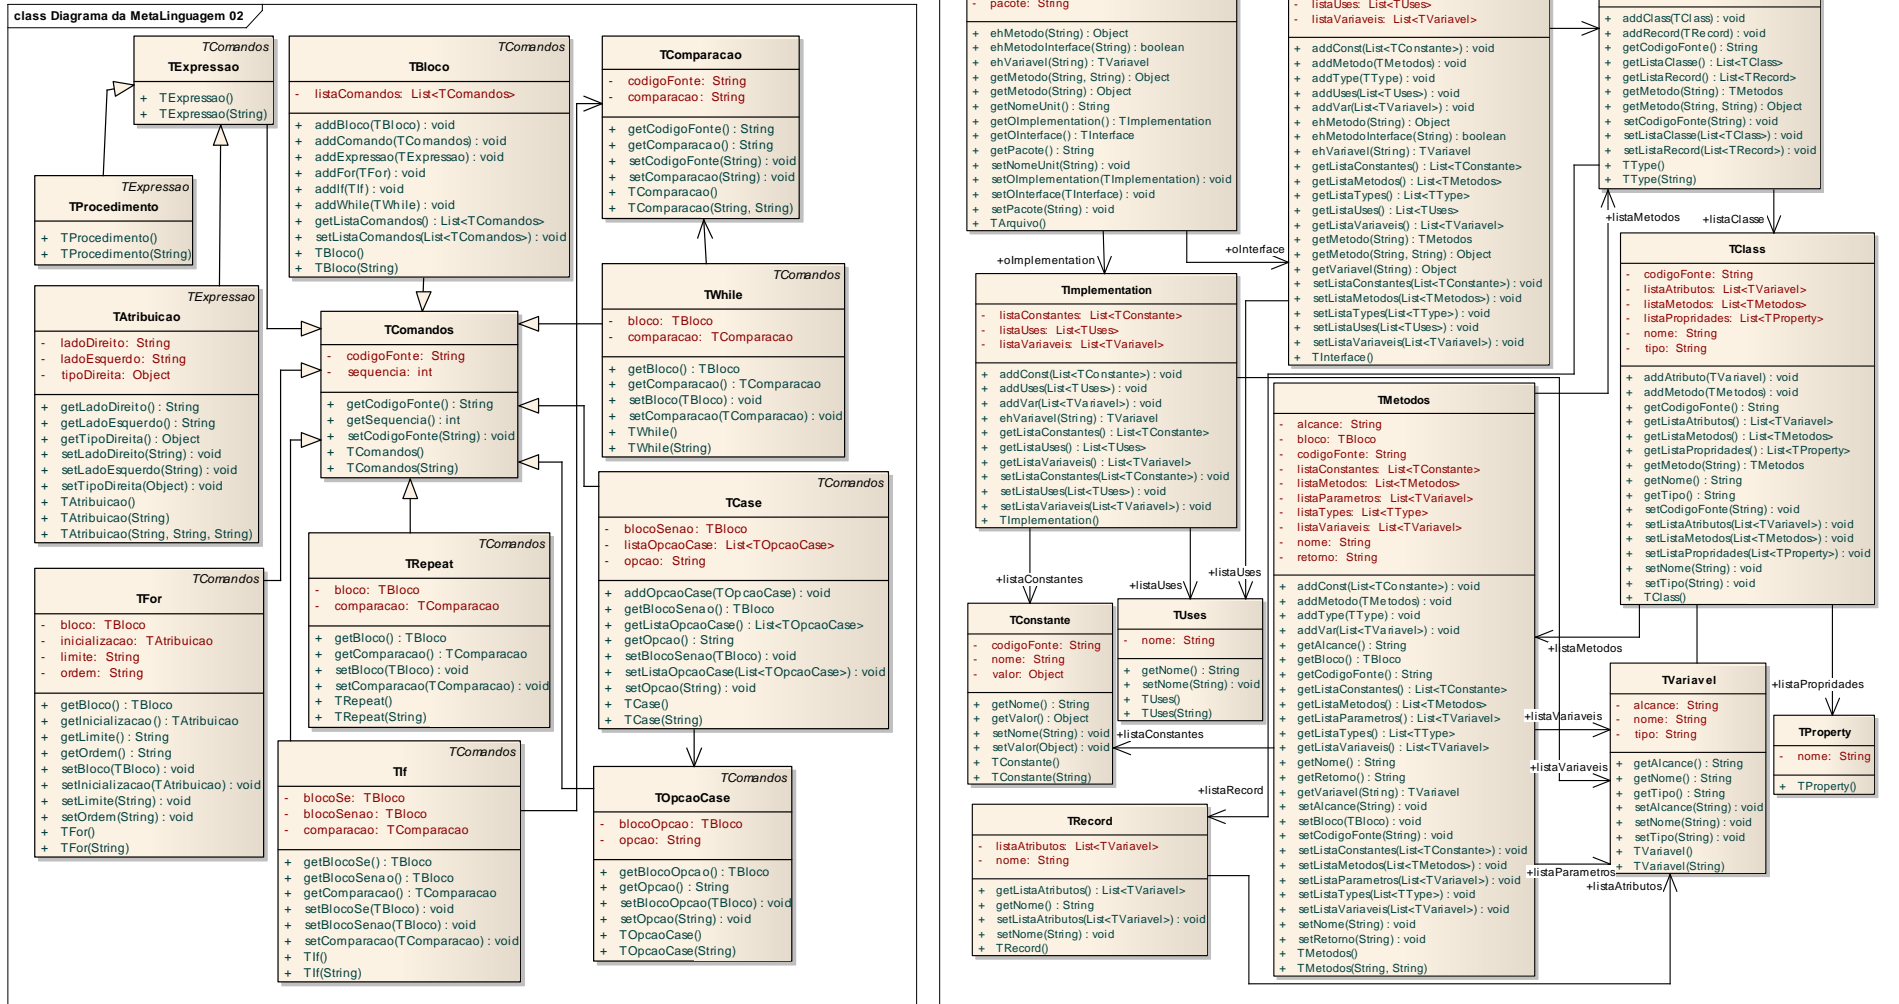 class Diagrama da MetaLinguagem 02
TComandos
TExpressao
+ TExpressao()
+ TExpressao(String)
TComandos
TBloco
- listaComandos: List<TComandos>
+ addBloco(TBloco) : void
+ addComando(TComandos) : void
+ addExpressao(TExpressao) : void
+ addFor(TFor) : void
+ addIf(TIf) : void
+ addWhile(TWhile) : void
+ getListaComandos() : List<TComandos>
+ setListaComandos(List<TComandos>) : void
+ TBloco()
+ TBloco(String)
TComparacao
- codigoFonte: String
- comparacao: String
+ getCodigoFonte() : String
+ getComparacao() : String
+ setCodigoFonte(String) : void
+ setComparacao(String) : void
+ TComparacao()
+ TComparacao(String, String)
TExpressao
TProcedimento
+ TProcedimento()
+ TProcedimento(String)
TExpressao
TAtribuicao
- ladoDireito: String
- ladoEsquerdo: String
- tipoDireita: Object
+ getLadoDireito() : String
+ getLadoEsquerdo() : String
+ getTipoDireita() : Object
+ setLadoDireito(String) : void
+ setLadoEsquerdo(String) : void
+ setTipoDireita(Object) : void
+ TAtribuicao()
+ TAtribuicao(String)
+ TAtribuicao(String, String, String)
TComandos
- codigoFonte: String
- sequencia: int
+ getCodigoFonte() : String
+ getSequencia() : int
+ setCodigoFonte(String) : void
+ TComandos()
+ TComandos(String)
TComandos
TWhile
- bloco: TBloco
- comparacao: TComparacao
+ getBloco() : TBloco
+ getComparacao() : TComparacao
+ setBloco(TBloco) : void
+ setComparacao(TComparacao) : void
+ TWhile()
+ TWhile(String)
TComandos
TCase
- blocoSenao: TBloco
- listaOpcaoCase: List<TOpcaoCase>
- opcao: String
+ addOpcaoCase(TOpcaoCase) : void
+ getBlocoSenao() : TBloco
+ getListaOpcaoCase() : List<TOpcaoCase>
+ getOpcao() : String
+ setBlocoSenao(TBloco) : void
+ setListaOpcaoCase(List<TOpcaoCase>) : void
+ setOpcao(String) : void
+ TCase()
+ TCase(String)
TComandos
TRepeat
- bloco: TBloco
- comparacao: TComparacao
+ getBloco() : TBloco
+ getComparacao() : TComparacao
+ setBloco(TBloco) : void
+ setComparacao(TComparacao) : void
+ TRepeat()
+ TRepeat(String)
TComandos
TFor
- bloco: TBloco
- inicializacao: TAtribuicao
- limite: String
- ordem: String
+ getBloco() : TBloco
+ getInicializacao() : TAtribuicao
+ getLimite() : String
+ getOrdem() : String
+ setBloco(TBloco) : void
+ setInicializacao(TAtribuicao) : void
+ setLimite(String) : void
+ setOrdem(String) : void
+ TFor()
+ TFor(String)
TComandos
TIf
- blocoSe: TBloco
- blocoSenao: TBloco
- comparacao: TComparacao
+ getBlocoSe() : TBloco
+ getBlocoSenao() : TBloco
+ getComparacao() : TComparacao
+ setBlocoSe(TBloco) : void
+ setBlocoSenao(TBloco) : void
+ setComparacao(TComparacao) : void
+ TIf()
+ TIf(String)
TComandos
TOpcaoCase
- blocoOpcao: TBloco
- opcao: String
+ getBlocoOpcao() : TBloco
+ getOpcao() : String
+ setBlocoOpcao(TBloco) : void
+ setOpcao(String) : void
+ TOpcaoCase()
+ TOpcaoCase(String)
- pacote: String
+ ehMetodo(String) : Object
+ ehMetodoInterface(String) : boolean
+ ehVariavel(String) : TVariavel
+ getMetodo(String, String) : Object
+ getMetodo(String) : Object
+ getNomeUnit() : String
+ getOImplementation() : TImplementation
+ getOInterface() : TInterface
+ getPacote() : String
+ setNomeUnit(String) : void
+ setOImplementation(TImplementation) : void
+ setOInterface(TInterface) : void
+ setPacote(String) : void
+ TArquivo()
- listaUses: List<TUses>
- listaVariaveis: List<TVariavel>
+ addConst(List<TConstante>) : void
+ addMetodo(TMetodos) : void
+ addType(TType) : void
+ addUses(List<TUses>) : void
+ addVar(List<TVariavel>) : void
+ ehMetodo(String) : Object
+ ehMetodoInterface(String) : boolean
+ ehVariavel(String) : TVariavel
+ getListaConstantes() : List<TConstante>
+ getListaMetodos() : List<TMetodos>
+ getListaTypes() : List<TType>
+ getListaUses() : List<TUses>
+ getListaVariaveis() : List<TVariavel>
+ getMetodo(String) : TMetodos
+ getMetodo(String, String) : Object
+ getVariavel(String) : Object
+ setListaConstantes(List<TConstante>) : void
+ setListaMetodos(List<TMetodos>) : void
+ setListaTypes(List<TType>) : void
+ setListaUses(List<TUses>) : void
+ setListaVariaveis(List<TVariavel>) : void
+ TInterface()
+ addClass(TClass) : void
+ addRecord(TRecord) : void
+ getCodigoFonte() : String
+ getListaClasse() : List<TClass>
+ getListaRecord() : List<TRecord>
+ getMetodo(String) : TMetodos
+ getMetodo(String, String) : Object
+ setCodigoFonte(String) : void
+ setListaClasse(List<TClass>) : void
+ setListaRecord(List<TRecord>) : void
+ TType()
+ TType(String)
+oImplementation
+oInterface
+listaMetodos
+listaClasse
TImplementation
- listaConstantes: List<TConstante>
- listaUses: List<TUses>
- listaVariaveis: List<TVariavel>
+ addConst(List<TConstante>) : void
+ addUses(List<TUses>) : void
+ addVar(List<TVariavel>) : void
+ ehVariavel(String) : TVariavel
+ getListaConstantes() : List<TConstante>
+ getListaUses() : List<TUses>
+ getListaVariaveis() : List<TVariavel>
+ setListaConstantes(List<TConstante>) : void
+ setListaUses(List<TUses>) : void
+ setListaVariaveis(List<TVariavel>) : void
+ TImplementation()
TClass
- codigoFonte: String
- listaAtributos: List<TVariavel>
- listaMetodos: List<TMetodos>
- listaPropridades: List<TProperty>
- nome: String
- tipo: String
+ addAtributo(TVariavel) : void
+ addMetodo(TMetodos) : void
+ getCodigoFonte() : String
+ getListaAtributos() : List<TVariavel>
+ getListaMetodos() : List<TMetodos>
+ getListaPropridades() : List<TProperty>
+ getMetodo(String) : TMetodos
+ getNome() : String
+ getTipo() : String
+ setCodigoFonte(String) : void
+ setListaAtributos(List<TVariavel>) : void
+ setListaMetodos(List<TMetodos>) : void
+ setListaPropridades(List<TProperty>) : void
+ setNome(String) : void
+ setTipo(String) : void
+ TClass()
TMetodos
- alcance: String
- bloco: TBloco
- codigoFonte: String
- listaConstantes: List<TConstante>
- listaMetodos: List<TMetodos>
- listaParametros: List<TVariavel>
- listaTypes: List<TType>
- listaVariaveis: List<TVariavel>
- nome: String
- retorno: String
+ addConst(List<TConstante>) : void
+ addMetodo(TMetodos) : void
+ addType(TType) : void
+ addVar(List<TVariavel>) : void
+ getAlcance() : String
+ getBloco() : TBloco
+ getCodigoFonte() : String
+ getListaConstantes() : List<TConstante>
+ getListaMetodos() : List<TMetodos>
+ getListaParametros() : List<TVariavel>
+ getListaTypes() : List<TType>
+ getListaVariaveis() : List<TVariavel>
+ getNome() : String
+ getRetorno() : String
+ getVariavel(String) : TVariavel
+ setAlcance(String) : void
+ setBloco(TBloco) : void
+ setCodigoFonte(String) : void
+ setListaConstantes(List<TConstante>) : void
+ setListaMetodos(List<TMetodos>) : void
+ setListaParametros(List<TVariavel>) : void
+ setListaTypes(List<TType>) : void
+ setListaVariaveis(List<TVariavel>) : void
+ setNome(String) : void
+ setRetorno(String) : void
+ TMetodos()
+ TMetodos(String, String)
+listaConstantes
+listaUses
+listaUses
TConstante
- codigoFonte: String
- nome: String
- valor: Object
+ getNome() : String
+ getValor() : Object
+ setNome(String) : void
+ setValor(Object) : void
+ TConstante()
+ TConstante(String)
TUses
- nome: String
+ getNome() : String
+ setNome(String) : void
+ TUses()
+ TUses(String)
+listaConstantes
+listaRecord
+listaMetodos
+listaPropridades
+listaVariaveis
+listaVariaveis
+listaParametros
+listaAtributos
TVariavel
- alcance: String
- nome: String
- tipo: String
+ getAlcance() : String
+ getNome() : String
+ getTipo() : String
+ setAlcance(String) : void
+ setNome(String) : void
+ setTipo(String) : void
+ TVariavel()
+ TVariavel(String)
TProperty
- nome: String
+ TProperty()
TRecord
- listaAtributos: List<TVariavel>
- nome: String
+ getListaAtributos() : List<TVariavel>
+ getNome() : String
+ setListaAtributos(List<TVariavel>) : void
+ setNome(String) : void
+ TRecord()